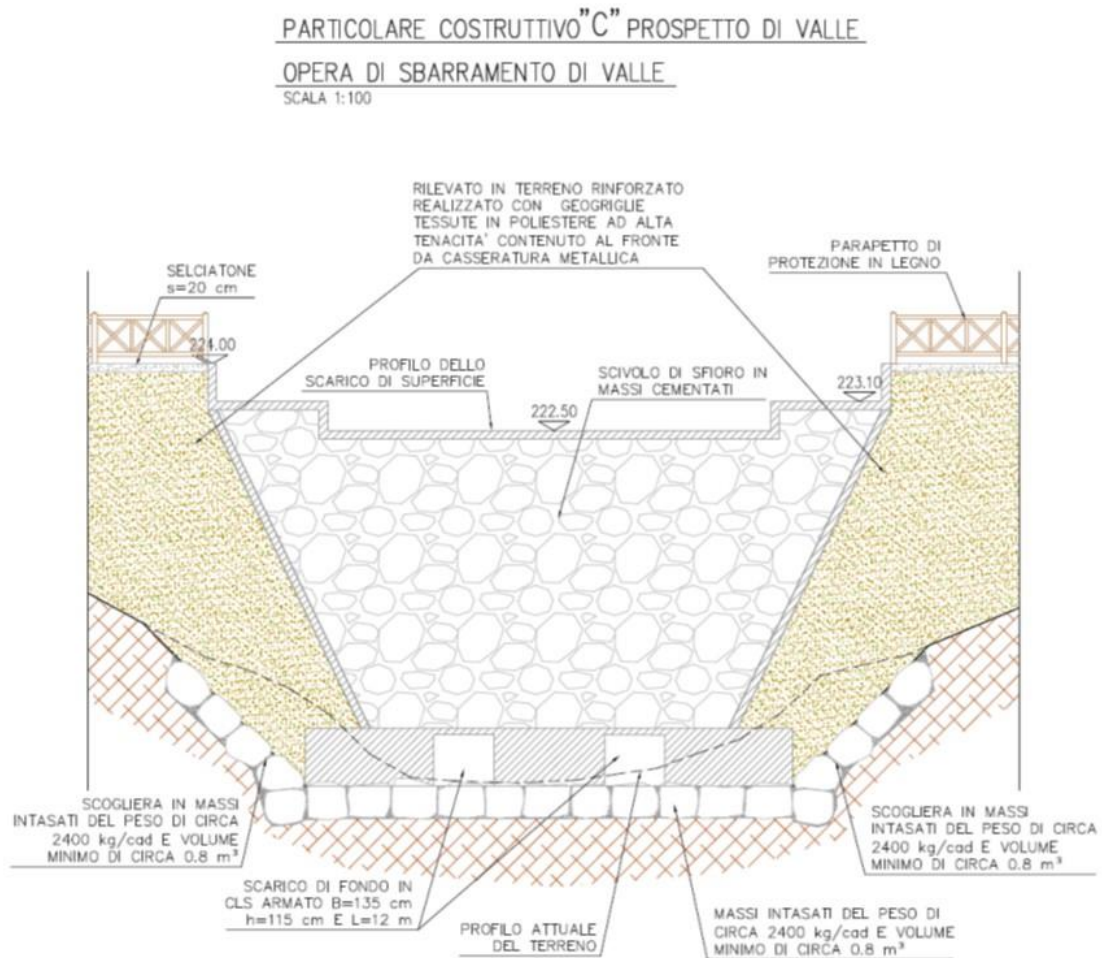 PARTICOLARE COSTRUTTIVO "C" PROSPETTO DI VALLE
OPERA DI SBARRAMENTO DI VALLE
SCALA 1:100
RILEVATO IN TERRENO RINFORZATO
REALIZZATO CON GEOGRIGLIE
TESSUTE IN POLIESTERE AD ALTA
TENACITA' CONTENUTO AL FRONTE
DA CASSERATURA METALLICA
PARAPETTO DI
PROTEZIONE IN LEGNO
SELCIATONE
s=20 cm
224.00
PROFILO DELLO
SCARICO DI SUPERFICIE
SCIVOLO DI SFIORO IN
MASSI CEMENTATI
223.10
222.50
SCOGLIERA IN MASSI
INTASATI DEL PESO DI CIRCA
2400 kg/cad E VOLUME
MINIMO DI CIRCA 0.8 m³
SCOGLIERA IN MASSI
INTASATI DEL PESO DI CIRCA
2400 kg/cad E VOLUME
MINIMO DI CIRCA 0.8 m³
SCARICO DI FONDO IN
CLS ARMATO B=135 cm
h=115 cm E L=12 m
PROFILO ATTUALE
DEL TERRENO
MASSI INTASATI DEL PESO DI
CIRCA 2400 kg/cad E VOLUME
MINIMO DI CIRCA 0.8 m³